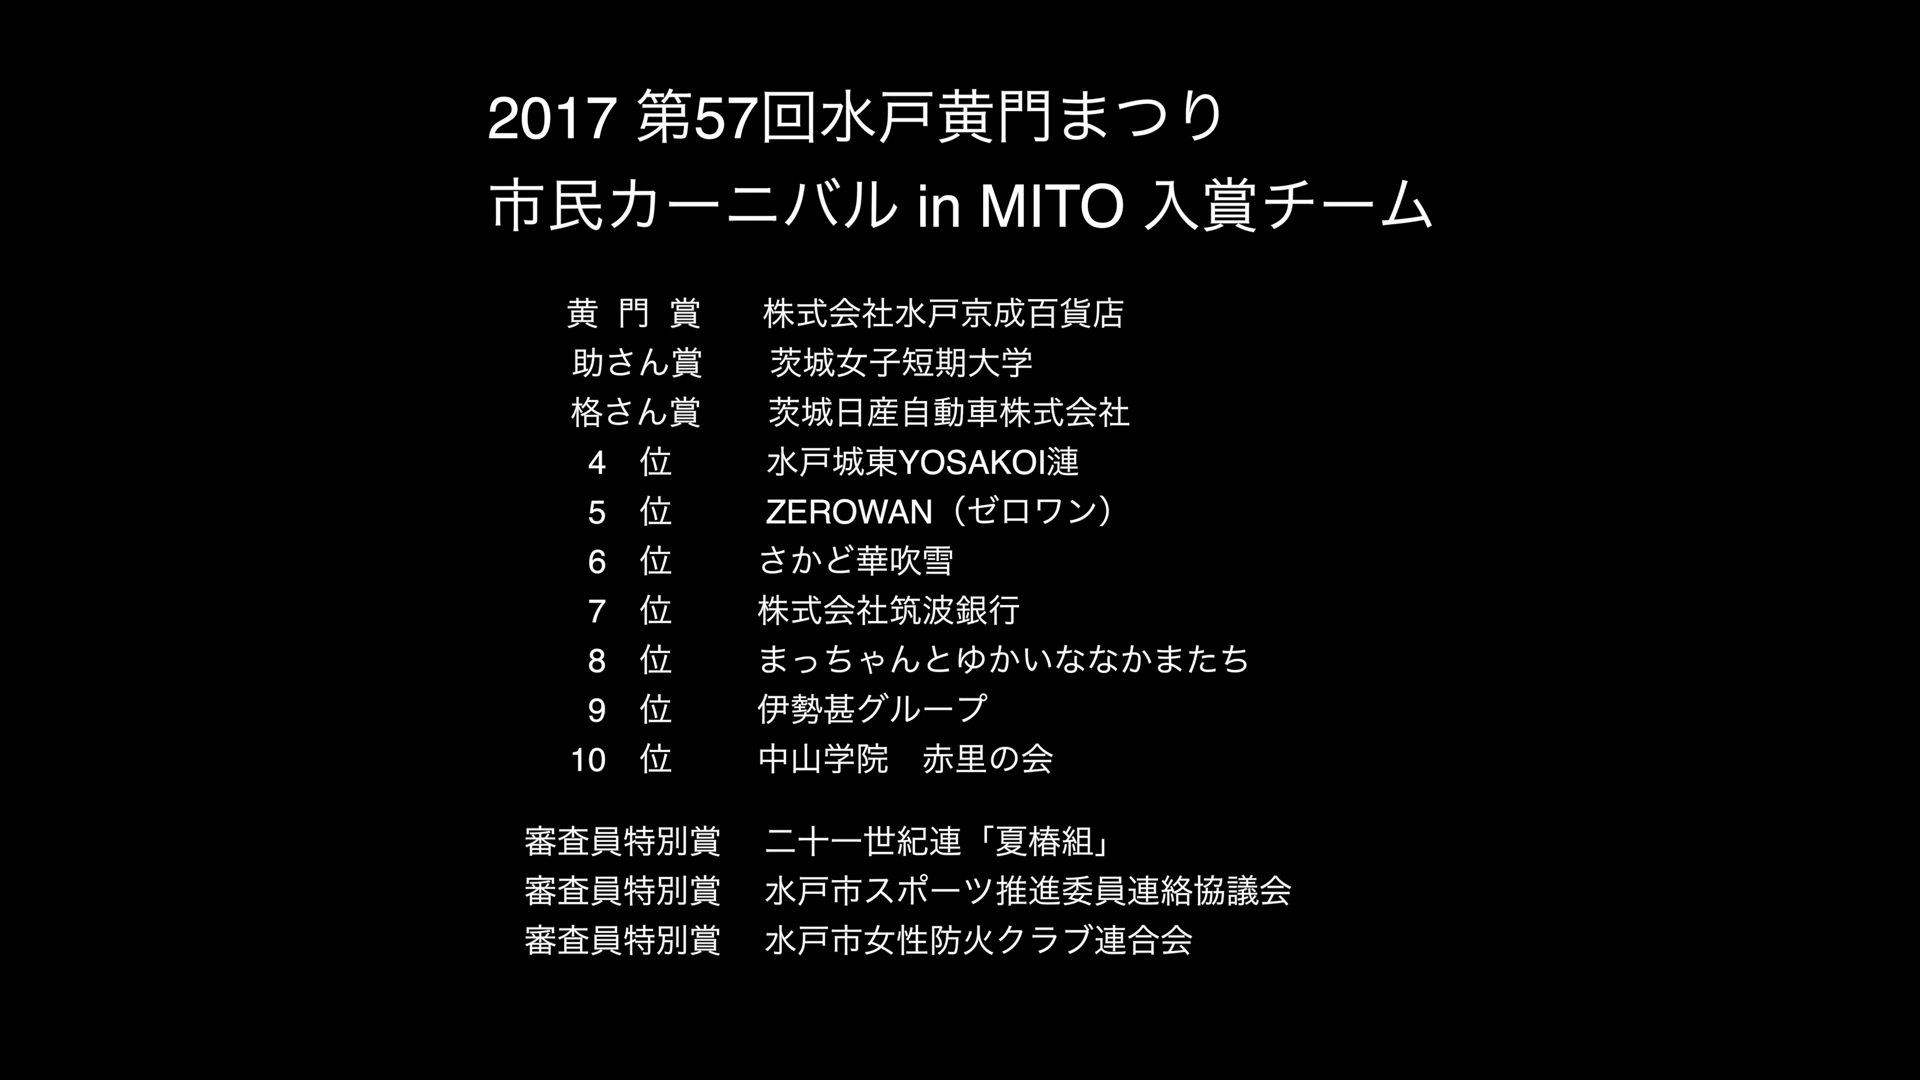 2017 第57回水戸黄門まつり
市民カーニバル in MITO 入賞チーム
黄 門 賞 株式会社水戸京成百貨店
助さん賞 茨城女子短期大学
格さん賞 茨城日産自動車株式会社
4 位 水戸城東YOSAKOI漣
5 位 ZEROWAN（ゼロワン）
6 位 さかど華吹雪
7 位 株式会社筑波銀行
8 位 まっちゃんとゆかいななかまたち
9 位 伊勢甚グループ
10 位 中山学院 赤里の会
審査員特別賞 二十一世紀連「夏椿組」
審査員特別賞 水戸市スポーツ推進委員連絡協議会
審査員特別賞 水戸市女性防火クラブ連合会